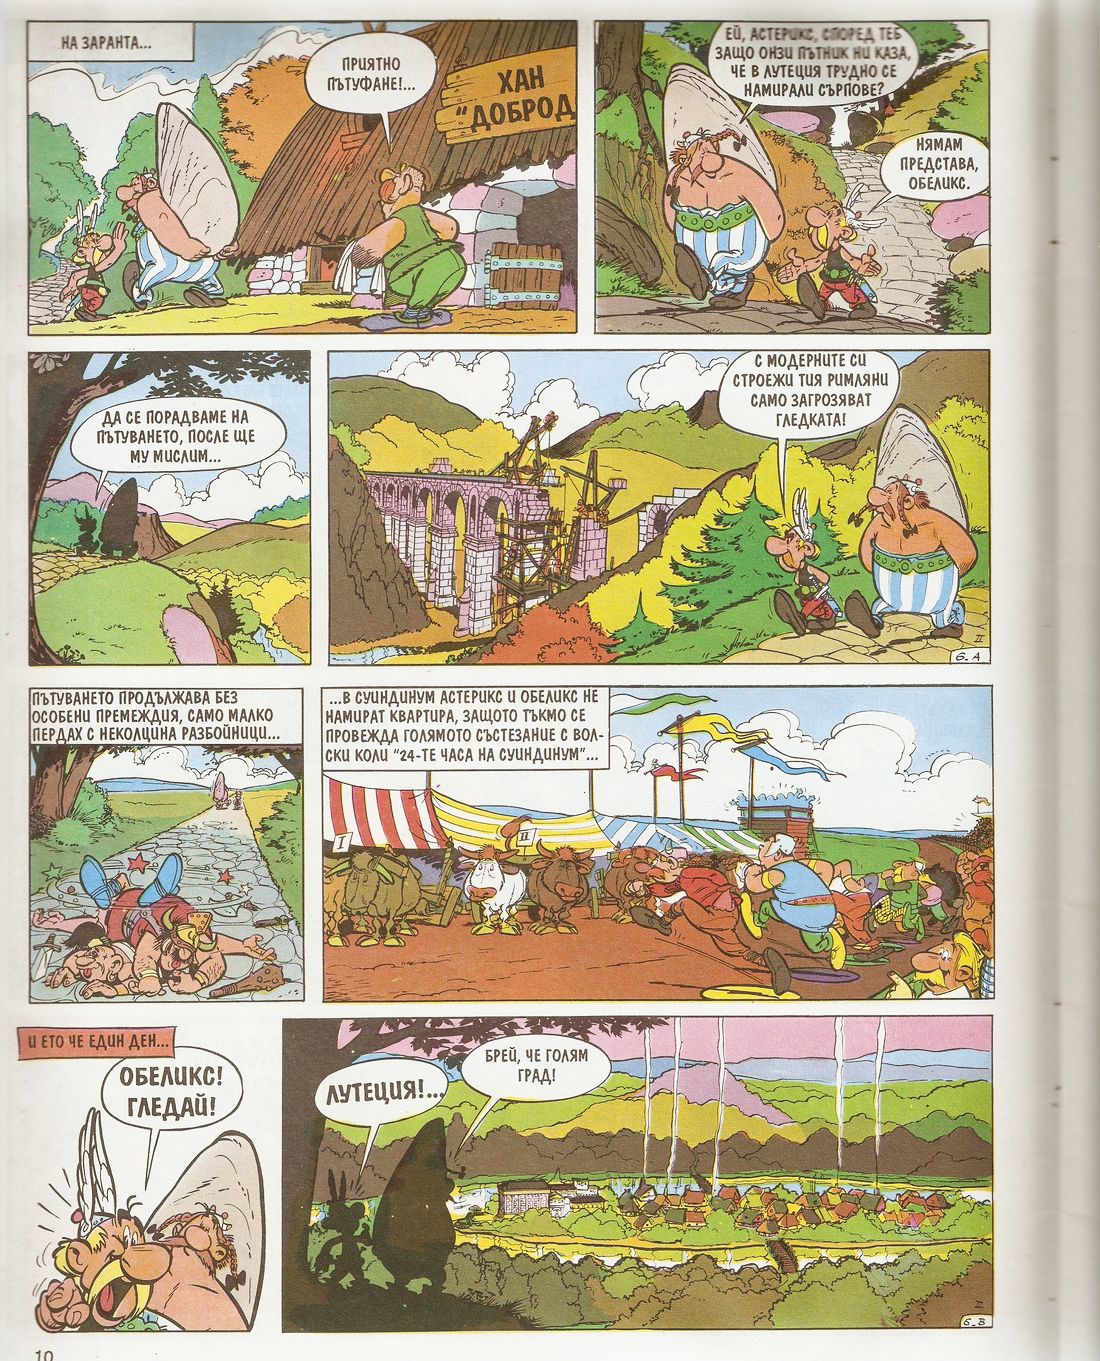 НА ЗАРАНТА...
ПРИЯТНО
ПЪТУФАНЕ!...
ХАН
"ДОБРОД
ЕЙ, АСТЕРИКС, СПОРЕД ТЕБ
ЗАЩО ОНЗИ ПЪТНИК НИ КАЗА,
ЧЕ В ЛУТЕЦИЯ ТРУДНО СЕ
НАМИРАЛИ СЪРПОВЕ?
НЯМАМ
ПРЕДСТАВА,
ОБЕЛИКС.
ДА СЕ ПОРАДВАМЕ НА
ПЪТУВАНЕТО, ПОСЛЕ ЩЕ
МУ МИСЛИМ...
С МОДЕРНИТЕ СИ
СТРОЕЖИ ТИЯ РИМЛЯНИ
САМО ЗАГРОЗЯВАТ
ГЛЕДКАТА!
II
6_A
ПЪТУВАНЕТО ПРОДЪЛЖАВА БЕЗ
ОСОБЕНИ ПРЕМЕЖДИЯ, САМО МАЛКО
ПЕРДАХ С НЕКОЛЦИНА РАЗБОЙНИЦИ...
...В СУИНДИНУМ АСТЕРИКС И ОБЕЛИКС НЕ
НАМИРАТ КВАРТИРА, ЗАЩОТО ТЪКМО СЕ
ПРОВЕЖДА ГОЛЯМОТО СЪСТЕЗАНИЕ С ВОЛ-
СКИ КОЛИ "24-ТЕ ЧАСА НА СУИНДИНУМ"...
I
II
И ЕТО ЧЕ ЕДИН ДЕН...
ОБЕЛИКС!
ГЛЕДАЙ!
ЛУТЕЦИЯ!...
БРЕЙ, ЧЕ ГОЛЯМ
ГРАД!
II
6_B
10